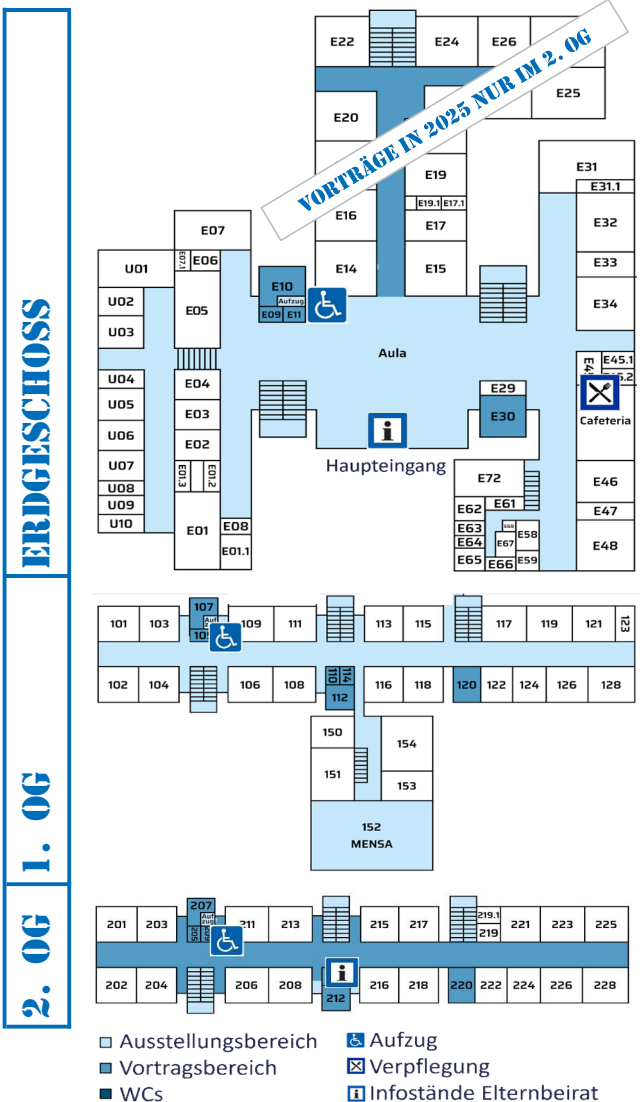 ERDGESCHOSS
E22
E24
E26
E25
E20
VORTRÄGE IN 2025 NUR IM 2. OG
E19
E19.1 E17.1
E16
E17
E14
E15
E31
E31.1
E32
E33
E34
E07
E07.1
E06
U01
U02
U03
E05
E10
Aufzug
E09 E11
Aula
E45.1
Cafeteria
U04
U05
U06
U07
U08
U09
U10
E04
E03
E02
E01.3
E01.2
E01
E08
E01.1
E29
E30
Haupteingang
E72
E61
E62
E63
E64
E65
E68
E67
E66
E58
E59
E46
E47
E48
1. OG
101 103 107 109 111 113 115 117 119 121 123
102 104 106 108 110 114 112 116 118 120 122 124 126 128
150
151
154
153
152
MENSA
2. OG
201 203 207 211 213 215 217 219.1 219 221 223 225
Auf
zug
205
202 204 206 208 212 216 218 220 222 224 226 228
Ausstellungsbereich
Vortragsbereich
WCs
Aufzug
Verpflegung
Infostände Elternbeirat